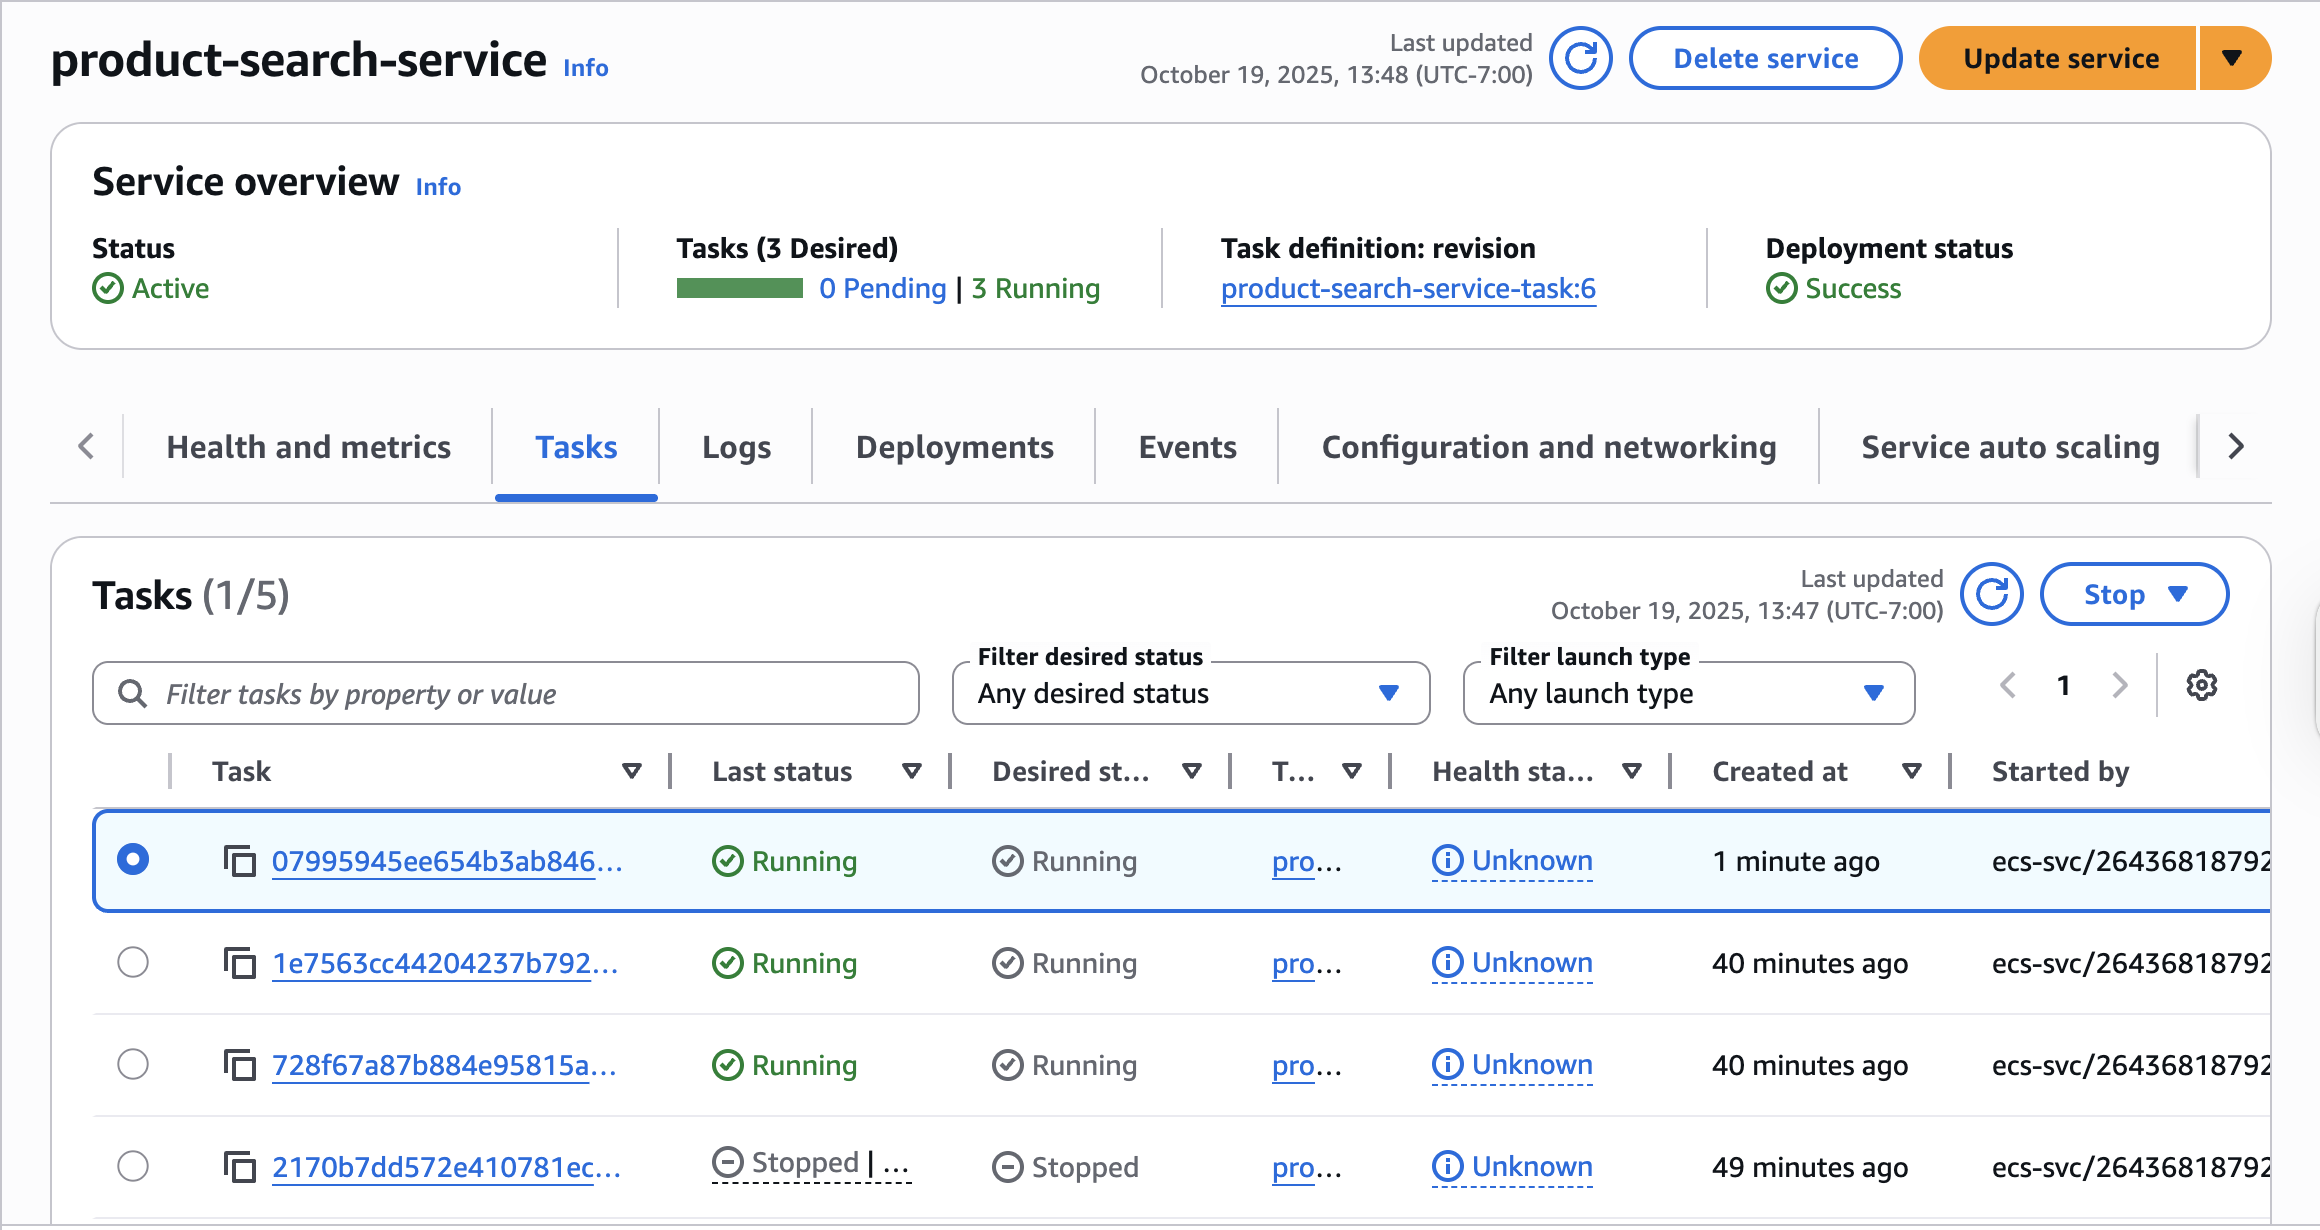 product-search-service Info
Last updated
October 19, 2025, 13:48 (UTC-7:00)
Delete service
Update service
Service overview Info
Status
Active
Tasks (3 Desired)
0 Pending | 3 Running
Task definition: revision
product-search-service-task:6
Deployment status
Success
Health and metrics Tasks Logs Deployments Events Configuration and networking Service auto scaling
Tasks (1/5)
Last updated
October 19, 2025, 13:47 (UTC-7:00)
Stop
Filter tasks by property or value
Filter desired status
Any desired status
Filter launch type
Any launch type
1
Task Last status Desired st... T... Health sta... Created at Started by
07995945ee654b3ab846... Running Running pro... Unknown 1 minute ago ecs-svc/26436818792
1e7563cc44204237b792... Running Running pro... Unknown 40 minutes ago ecs-svc/26436818792
728f67a87b884e95815a... Running Running pro... Unknown 40 minutes ago ecs-svc/26436818792
2170b7dd572e410781ec... Stopped | ... Stopped pro... Unknown 49 minutes ago ecs-svc/26436818792